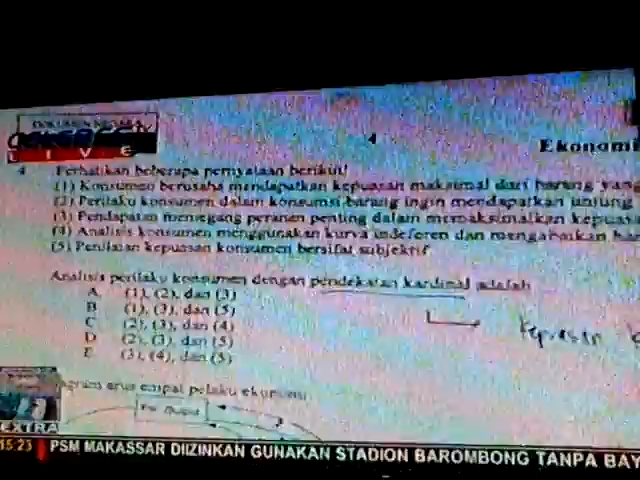 DOKUMEN NEGARA
LIVE
4
Ekonomi
4 Perhatikan beberapa pernyataan berikut!
(1) Konsumen berusaha mendapatkan kepuasan maksimal dari barang yang
(2) Perilaku konsumen dalam konsumsi barang ingin mendapatkan untung
(3) Pendapatan memegang peranan penting dalam memaksimalkan
(4) Analisis konsumen menggunakan kurva indeferen dan mengabaikan
(5) Penilaian kepuasan konsumen bersifat subjektif
Analisis perilaku konsumen dengan pendekatan kardinal adalah
A. (1), (2), dan (3)
B. (1), (3), dan (5)
C. (2), (3), dan (4)
D. (2), (3), dan (5)
E. (3), (4), dan (5)
arus empat pelaku ekonomi
EXTRA
15:23 PSM MAKASSAR DIIZINKAN GUNAKAN STADION BAROMBONG TANPA BAY